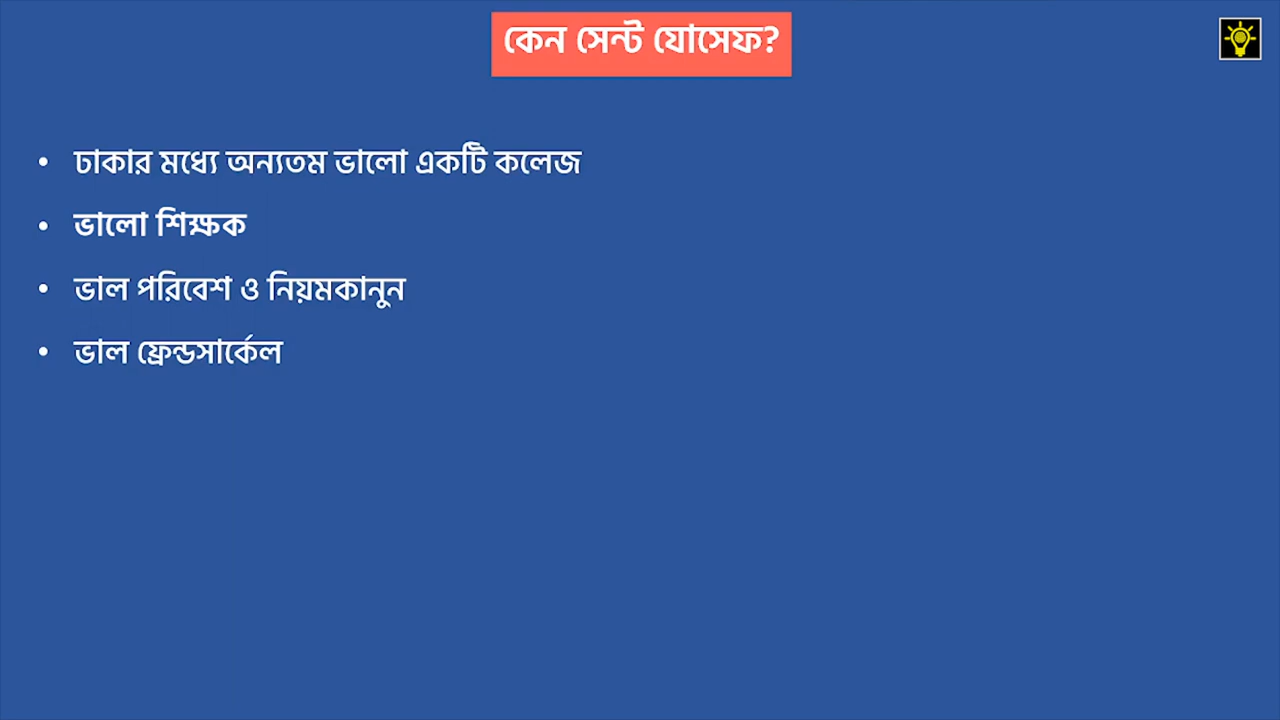 কেন সেন্ট যোসেফ?
• ঢাকার মধ্যে অন্যতম ভালো একটি কলেজ
• ভালো শিক্ষক
• ভাল পরিবেশ ও নিয়মকানুন
• ভাল ফ্রেন্ডসার্কেল